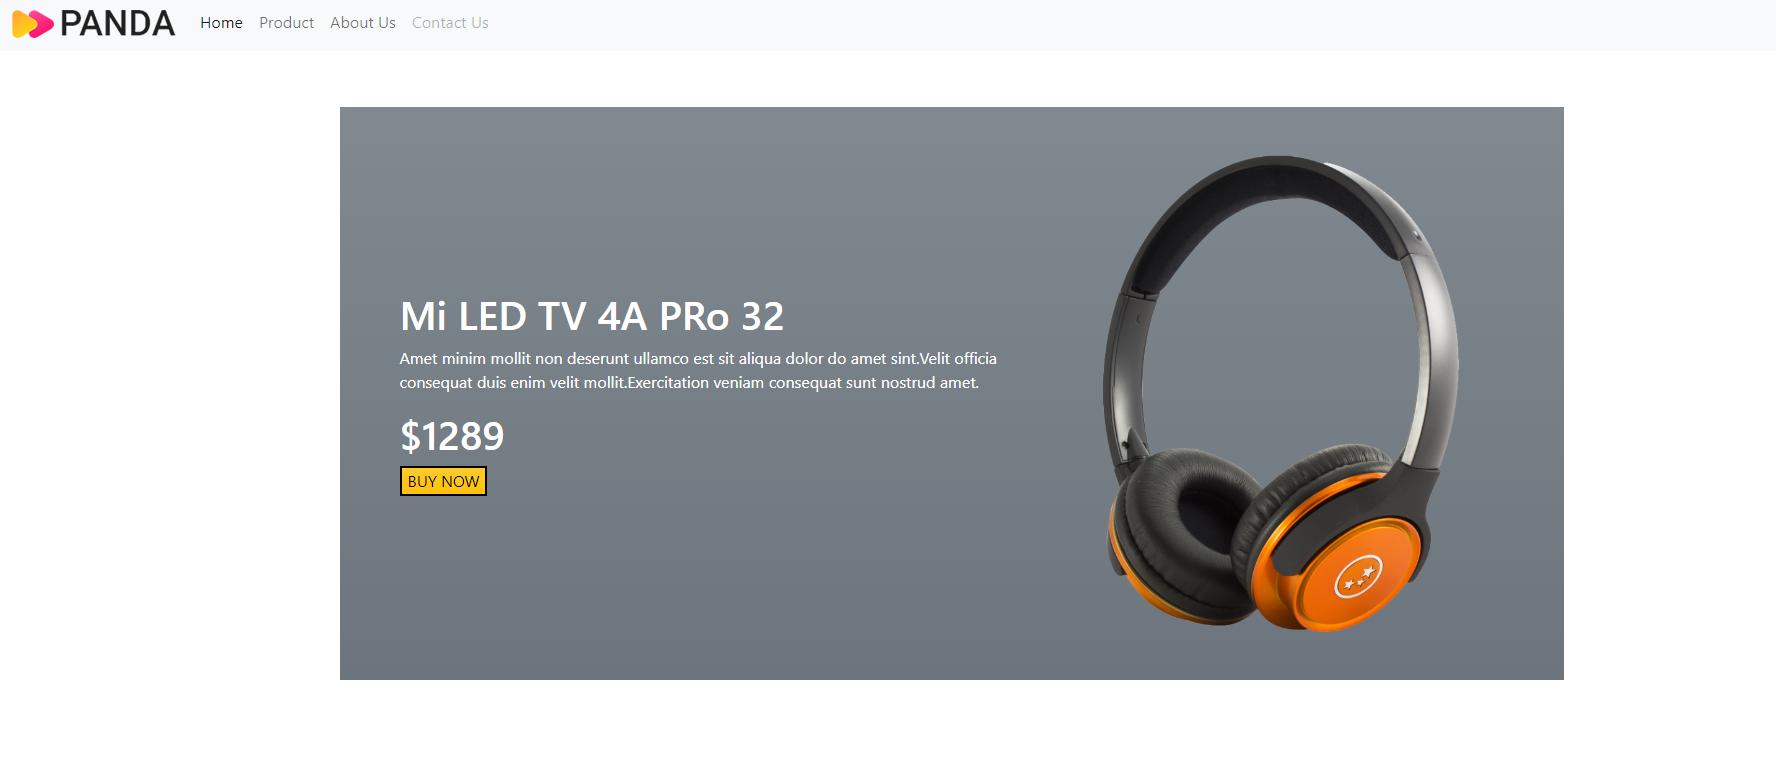 PANDA Home Product About Us Contact Us
Mi LED TV 4A PRo 32
Amet minim mollit non deserunt ullamco est sit aliqua dolor do amet sint.Velit officia
consequat duis enim velit mollit.Exercitation veniam consequat sunt nostrud amet.
$1289
BUY NOW